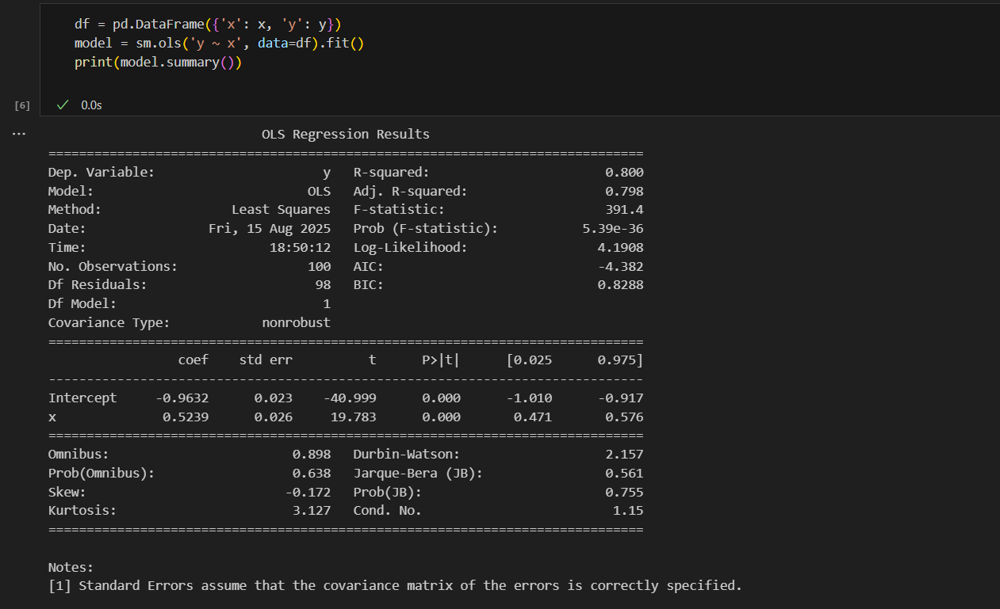 df = pd.DataFrame({'x': x, 'y': y})
model = sm.ols('y ~ x', data=df).fit()
print(model.summary())
[6] ✓ 0.0s
...
                            OLS Regression Results
==============================================================================
Dep. Variable:                      y   R-squared:                       0.800
Model:                            OLS   Adj. R-squared:                  0.798
Method:                 Least Squares   F-statistic:                     391.4
Date:                Fri, 15 Aug 2025   Prob (F-statistic):           5.39e-36
Time:                        18:50:12   Log-Likelihood:                 4.1908
No. Observations:                 100   AIC:                            -4.382
Df Residuals:                      98   BIC:                            0.8288
Df Model:                           1
Covariance Type:            nonrobust
==============================================================================
                 coef    std err          t      P>|t|      [0.025      0.975]
------------------------------------------------------------------------------
Intercept     -0.9632      0.023    -40.999      0.000      -1.010      -0.917
x              0.5239      0.026     19.783      0.000       0.471       0.576
==============================================================================
Omnibus:                        0.898   Durbin-Watson:                   2.157
Prob(Omnibus):                  0.638   Jarque-Bera (JB):                0.561
Skew:                          -0.172   Prob(JB):                        0.755
Kurtosis:                       3.127   Cond. No.                         1.15
==============================================================================
Notes:
[1] Standard Errors assume that the covariance matrix of the errors is correctly specified.